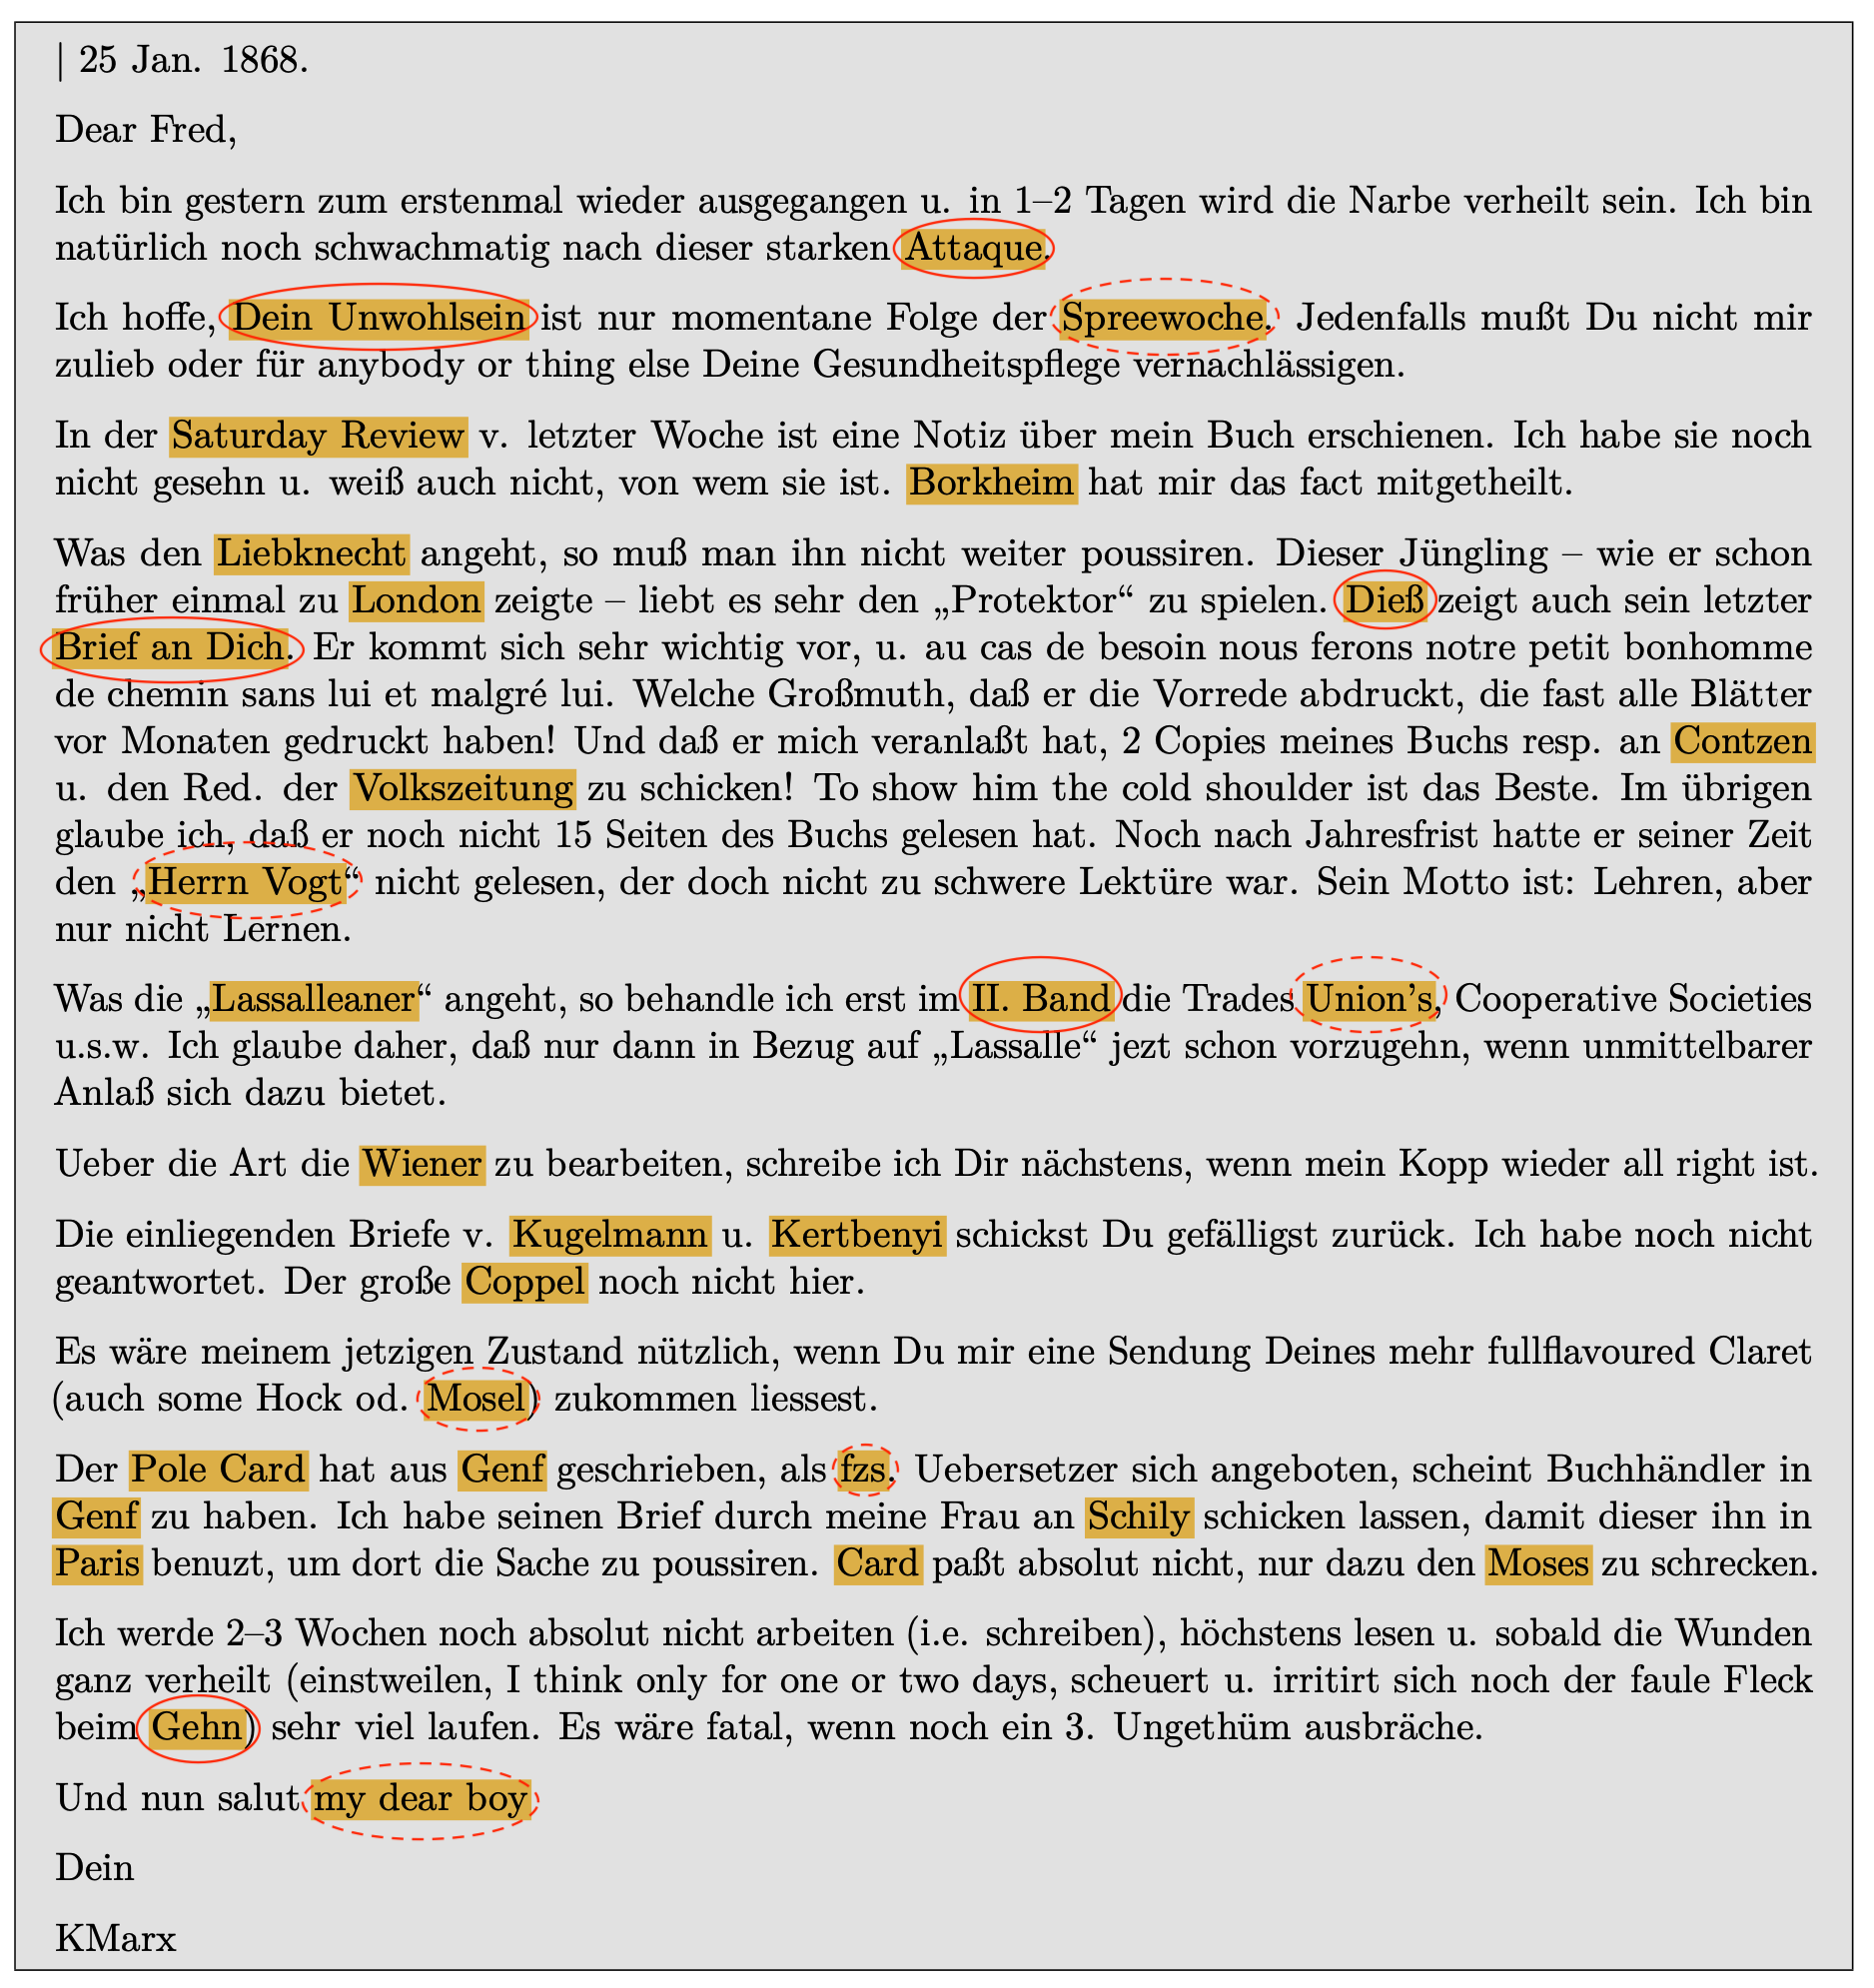 | 25 Jan. 1868.
Dear Fred,
Ich bin gestern zum erstenmal wieder ausgegangen u. in 1–2 Tagen wird die Narbe verheilt sein. Ich bin
natürlich noch schwachmatig nach dieser starken Attaque.
Ich hoffe, Dein Unwohlsein ist nur momentane Folge der Spreewoche. Jedenfalls mußt Du nicht mir
zulieb oder für anybody or thing else Deine Gesundheitspflege vernachlässigen.
In der Saturday Review v. letzter Woche ist eine Notiz über mein Buch erschienen. Ich habe sie noch
nicht gesehn u. weiß auch nicht, von wem sie ist. Borkheim hat mir das fact mitgetheilt.
Was den Liebknecht angeht, so muß man ihn nicht weiter poussiren. Dieser Jüngling – wie er schon
früher einmal zu London zeigte – liebt es sehr den „Protektor“ zu spielen. Dieß zeigt auch sein letzter
Brief an Dich. Er kommt sich sehr wichtig vor, u. au cas de besoin nous ferons notre petit bonhomme
de chemin sans lui et malgré lui. Welche Großmuth, daß er die Vorrede abdruckt, die fast alle Blätter
vor Monaten gedruckt haben! Und daß er mich veranlaßt hat, 2 Copies meines Buchs resp. an Contzen
u. den Red. der Volkszeitung zu schicken! To show him the cold shoulder ist das Beste. Im übrigen
glaube ich, daß er noch nicht 15 Seiten des Buchs gelesen hat. Noch nach Jahresfrist hatte er seiner Zeit
den „Herrn Vogt“ nicht gelesen, der doch nicht zu schwere Lektüre war. Sein Motto ist: Lehren, aber
nur nicht Lernen.
Was die „Lassalleaner“ angeht, so behandle ich erst im II. Band die Trades Union's, Cooperative Societies
u.s.w. Ich glaube daher, daß nur dann in Bezug auf „Lassalle“ jezt schon vorzugehn, wenn unmittelbarer
Anlaß sich dazu bietet.
Ueber die Art die Wiener zu bearbeiten, schreibe ich Dir nächstens, wenn mein Kopp wieder all right ist.
Die einliegenden Briefe v. Kugelmann u. Kertbenyi schickst Du gefälligst zurück. Ich habe noch nicht
geantwortet. Der große Coppel noch nicht hier.
Es wäre meinem jetzigen Zustand nützlich, wenn Du mir eine Sendung Deines mehr fullflavoured Claret
(auch some Hock od. Mosel) zukommen liessest.
Der Pole Card hat aus Genf geschrieben, als fzs. Uebersetzer sich angeboten, scheint Buchhändler in
Genf zu haben. Ich habe seinen Brief durch meine Frau an Schily schicken lassen, damit dieser ihn in
Paris benuzt, um dort die Sache zu poussiren. Card paßt absolut nicht, nur dazu den Moses zu schrecken.
Ich werde 2–3 Wochen noch absolut nicht arbeiten (i.e. schreiben), höchstens lesen u. sobald die Wunden
ganz verheilt (einstweilen, I think only for one or two days, scheuert u. irritirt sich noch der faule Fleck
beim Gehn) sehr viel laufen. Es wäre fatal, wenn noch ein 3. Ungethüm ausbräche.
Und nun salut my dear boy
Dein
KMarx